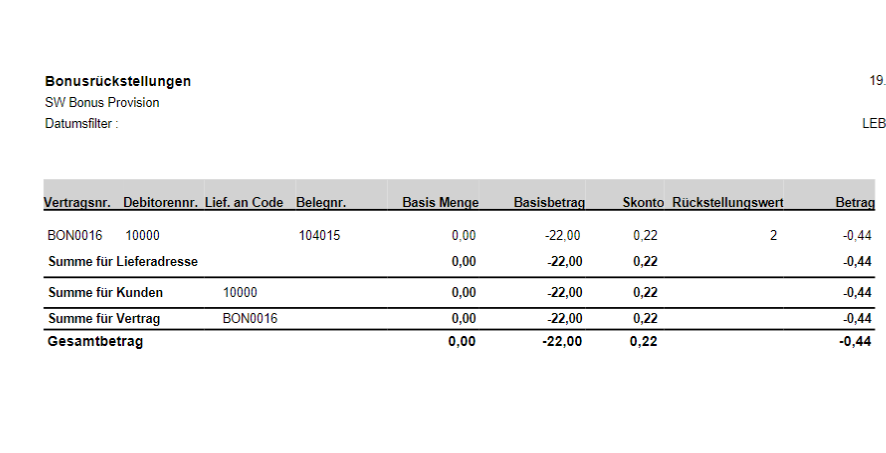 Bonusrückstellungen 19.
SW Bonus Provision
Datumsfilter : LEB
Vertragsnr. Debitorennr. Lief. an Code Belegnr. Basis Menge Basisbetrag Skonto Rückstellungswert Betrag
BON0016 10000 104015 0,00 -22,00 0,22 2 -0,44
Summe für Lieferadresse 0,00 -22,00 0,22 -0,44
Summe für Kunden 10000 0,00 -22,00 0,22 -0,44
Summe für Vertrag BON0016 0,00 -22,00 0,22 -0,44
Gesamtbetrag 0,00 -22,00 0,22 -0,44